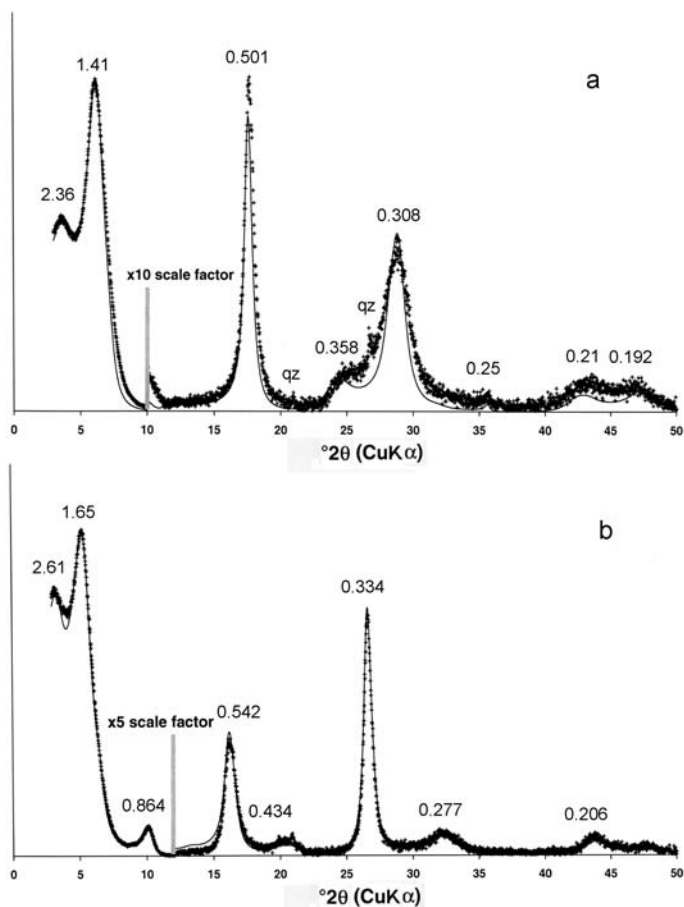 a
0.501
1.41
2.36
0.308
x10 scale factor
qz
0.358
qz
0.25
0.21
0.192
0 5 10 15 20 25 30 35 40 45 50
°2θ (CuKα)
b
1.65
2.61
0.334
x5 scale factor
0.542
0.864
0.434
0.277
0.206
0 5 10 15 20 25 30 35 40 45 50
°2θ (CuKα)